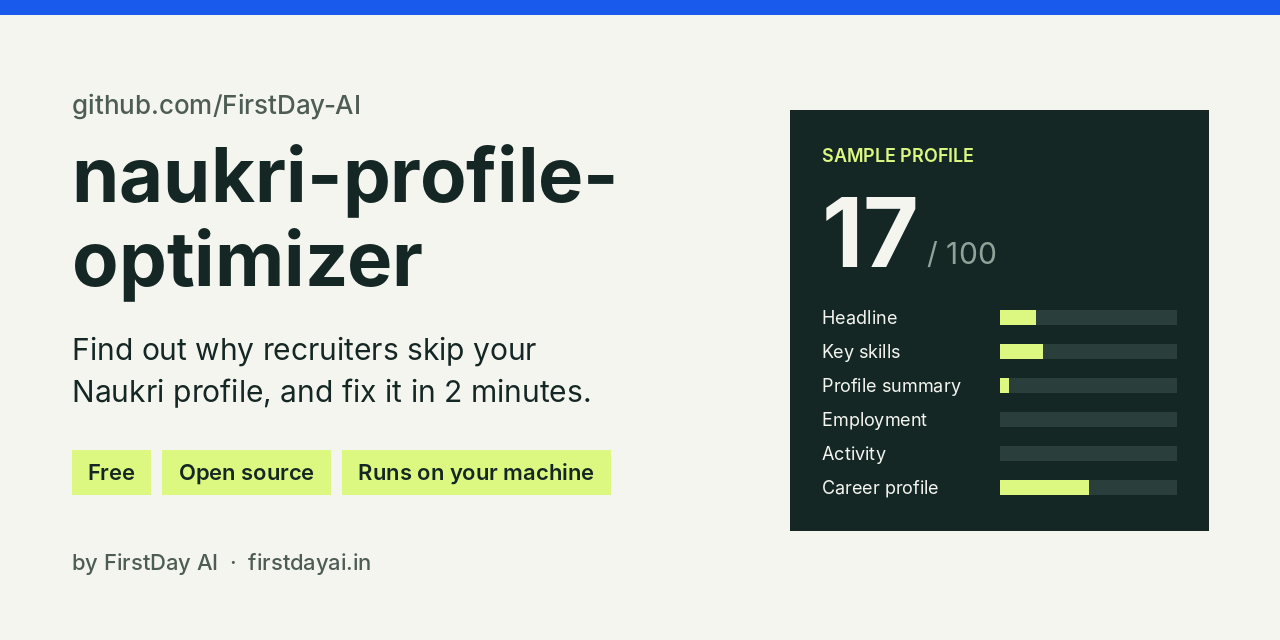 github.com/FirstDay-AI
naukri-profile-
optimizer
Find out why recruiters skip your
Naukri profile, and fix it in 2 minutes.
Free
Open source
Runs on your machine
by FirstDay AI · firstdayai.in
SAMPLE PROFILE
17 / 100
Headline
Key skills
Profile summary
Employment
Activity
Career profile